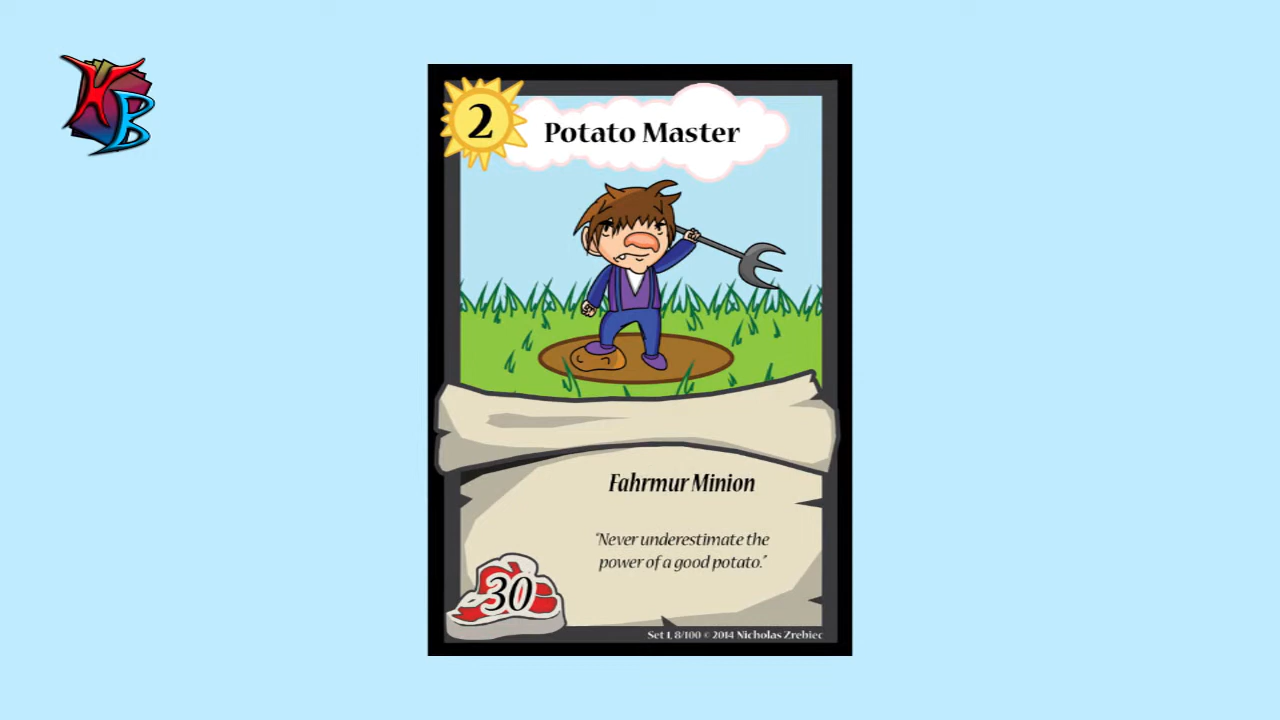 KB
2
Potato Master
Fahrmur Minion
"Never underestimate the
power of a good potato."
30
Set 1, 8/100 © 2014 Nicholas Zrebiec